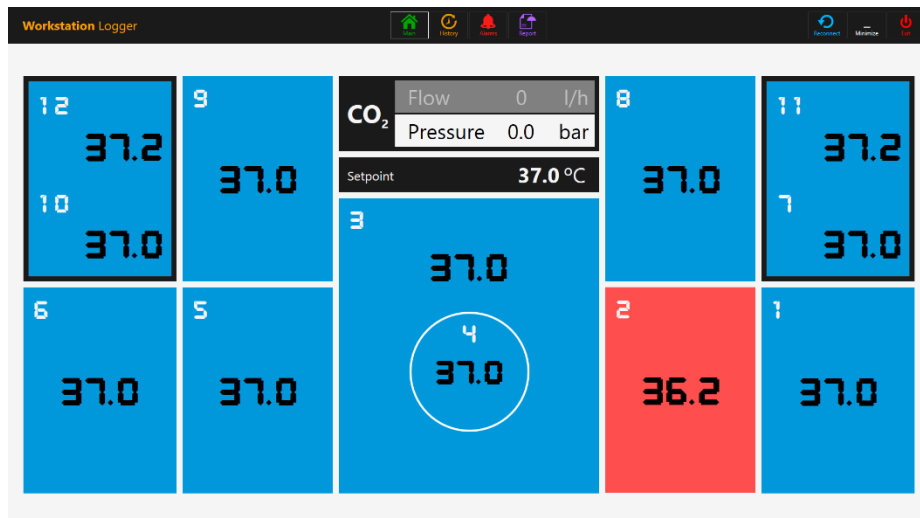 Workstation Logger
Main
History
Alarms
Report
Reconnect
Minimize
Exit
12
37.2
10
37.0
9
37.0
CO2
Flow 0 l/h
Pressure 0.0 bar
Setpoint 37.0 °C
3
37.0
4
37.0
8
37.0
11
37.2
7
37.0
6
37.0
5
37.0
2
36.2
1
37.0